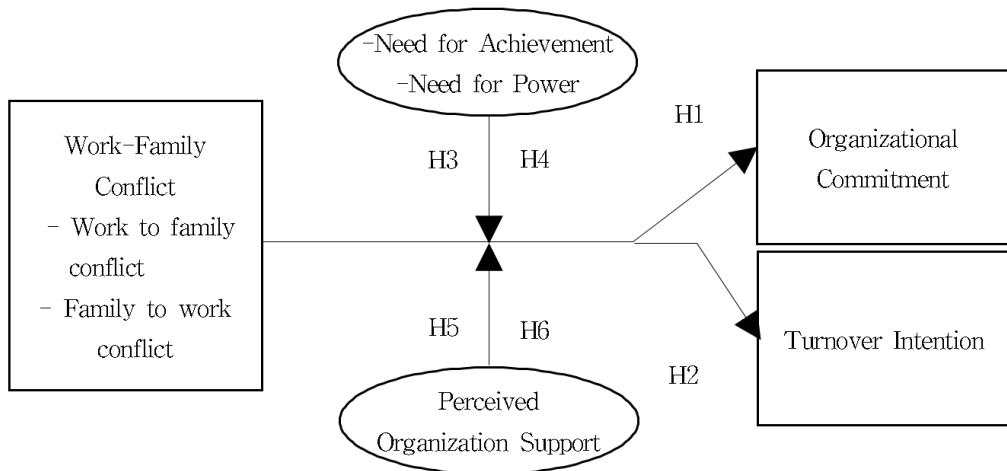 -Need for Achievement
-Need for Power
Work-Family
Conflict
- Work to family
conflict
- Family to work
conflict
H3
H4
H1
Organizational
Commitment
H5
H6
H2
Turnover Intention
Perceived
Organization Support